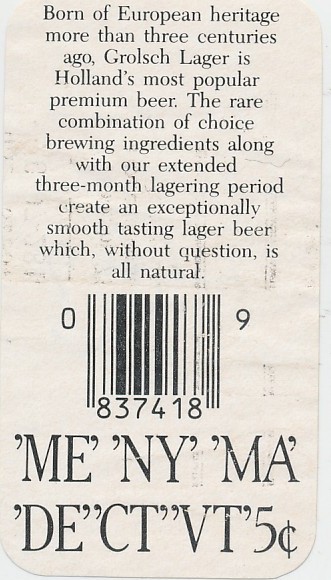 Born of European heritage
more than three centuries
ago, Grolsch Lager is
Holland's most popular
premium beer. The rare
combination of choice
brewing ingredients along
with our extended
three-month lagering period
create an exceptionally
smooth tasting lager beer
which, without question, is
all natural.
0 9
837418
'ME' 'NY' 'MA'
'DE''CT''VT'5¢